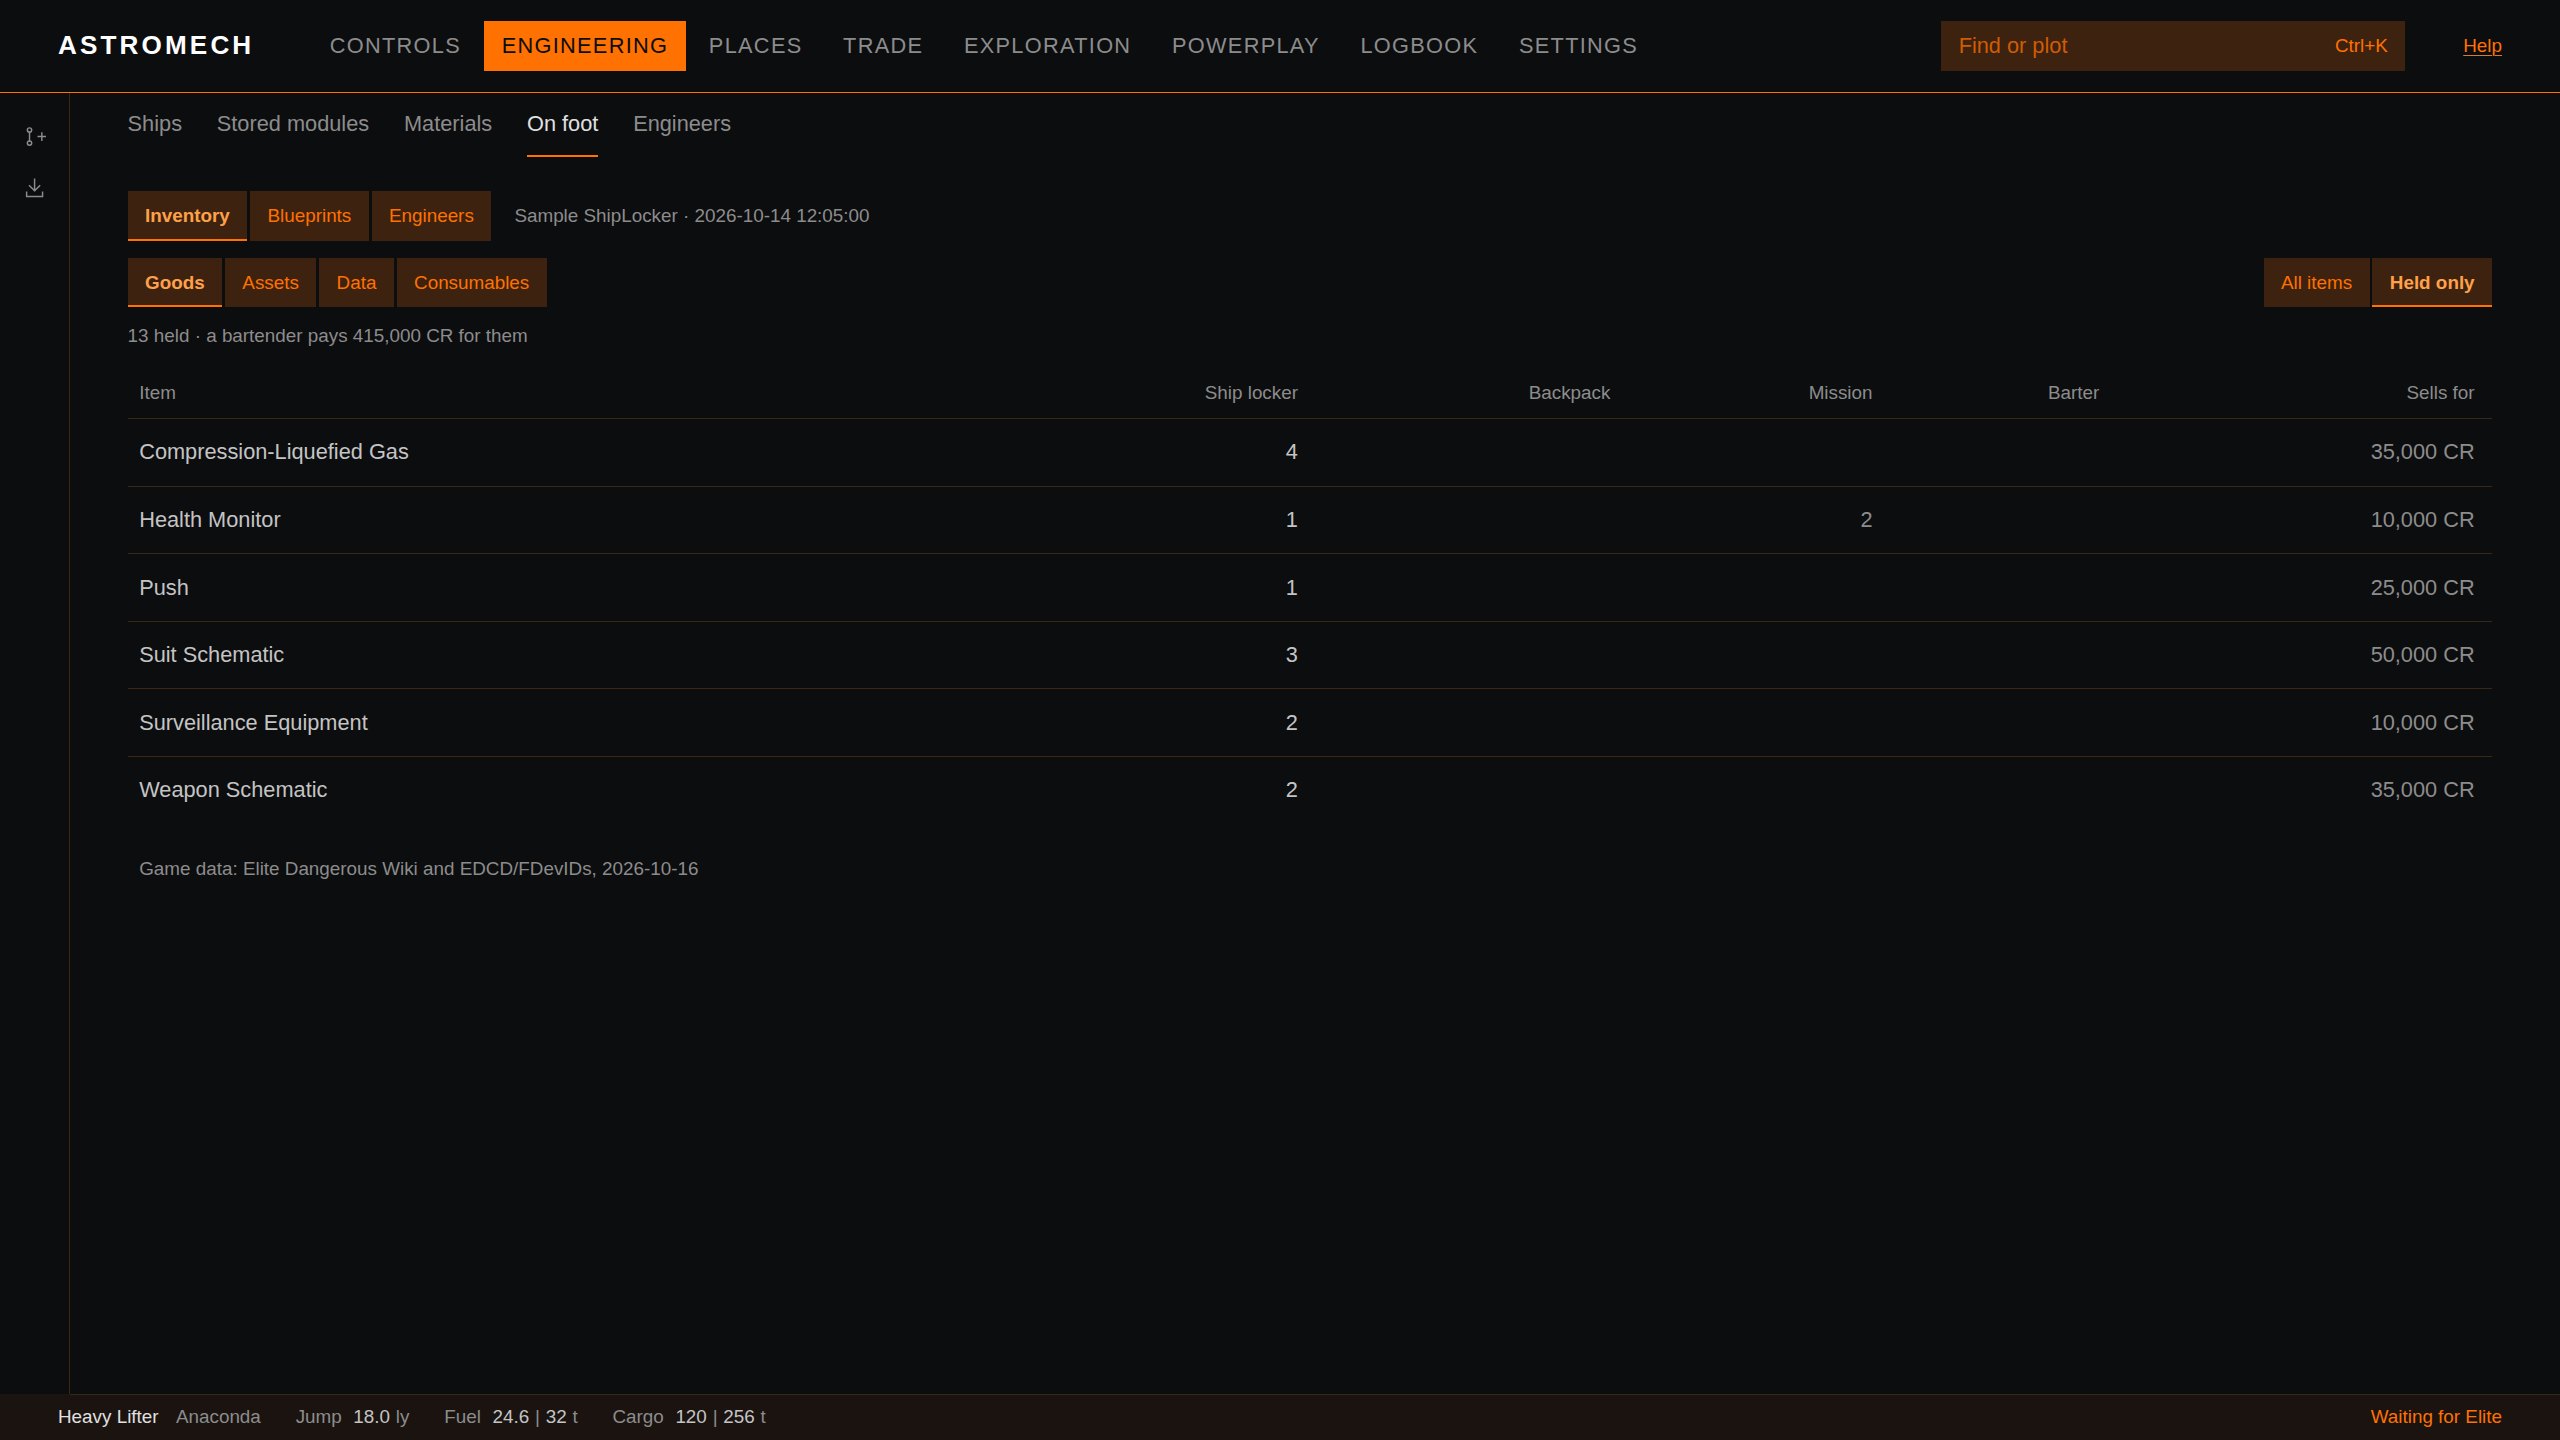 ASTROMECH CONTROLS ENGINEERING PLACES TRADE EXPLORATION POWERPLAY LOGBOOK SETTINGS Find or plot Ctrl+K Help
Ships Stored modules Materials On foot Engineers
Inventory Blueprints Engineers Sample ShipLocker · 2026-10-14 12:05:00
Goods Assets Data Consumables All items Held only
13 held · a bartender pays 415,000 CR for them
Item Ship locker Backpack Mission Barter Sells for
Compression-Liquefied Gas 4 35,000 CR
Health Monitor 1 2 10,000 CR
Push 1 25,000 CR
Suit Schematic 3 50,000 CR
Surveillance Equipment 2 10,000 CR
Weapon Schematic 2 35,000 CR
Game data: Elite Dangerous Wiki and EDCD/FDevIDs, 2026-10-16
Heavy Lifter Anaconda Jump 18.0 ly Fuel 24.6 | 32 t Cargo 120 | 256 t Waiting for Elite